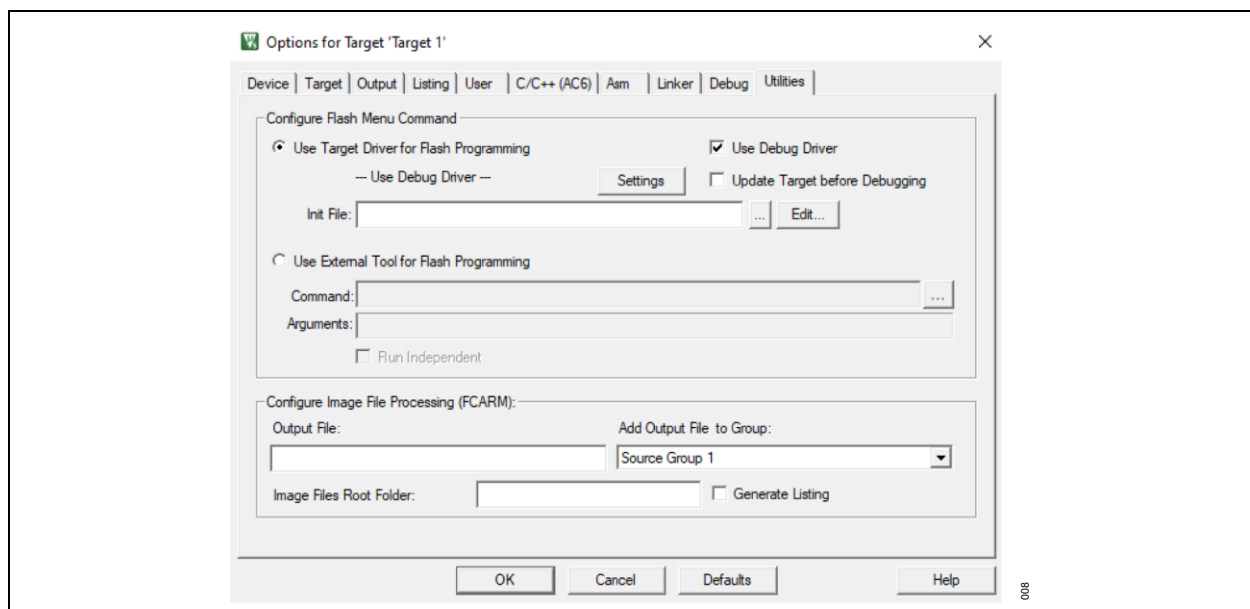 Options for Target 'Target 1'
Device Target Output Listing User C/C++ (AC6) Asm Linker Debug Utilities
Configure Flash Menu Command
Use Target Driver for Flash Programming Use Debug Driver
--- Use Debug Driver --- Settings Update Target before Debugging
Init File: ... Edit...
Use External Tool for Flash Programming
Command: ...
Arguments:
Run Independent
Configure Image File Processing (FCARM):
Output File: Add Output File to Group:
Source Group 1
Image Files Root Folder: Generate Listing
OK Cancel Defaults Help
008